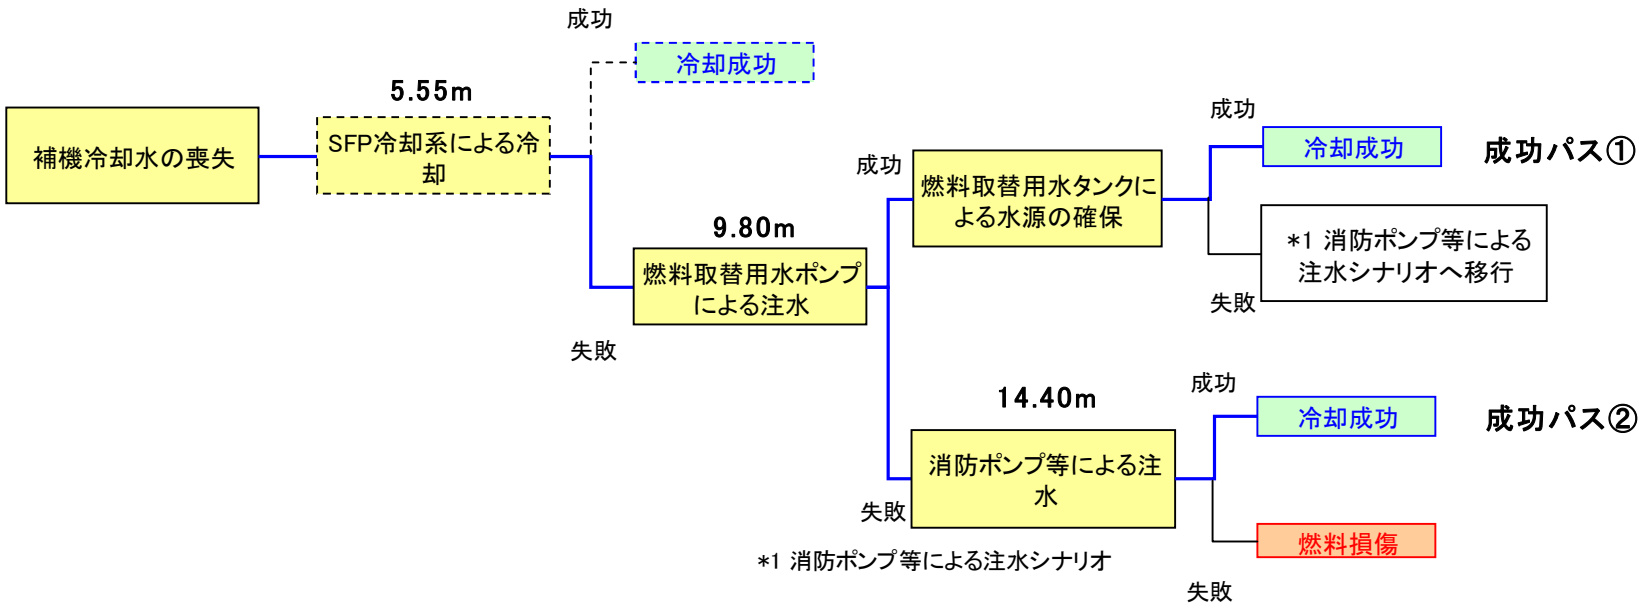 成功
冷却成功
5.55m
補機冷却水の喪失
SFP冷却系による冷
却
失敗
9.80m
燃料取替用水ポンプ
による注水
成功
燃料取替用水タンクに
よる水源の確保
成功
冷却成功
成功パス①
*1 消防ポンプ等による
注水シナリオへ移行
失敗
14.40m
失敗
消防ポンプ等による注
水
*1 消防ポンプ等による注水シナリオ
成功
冷却成功
成功パス②
燃料損傷
失敗